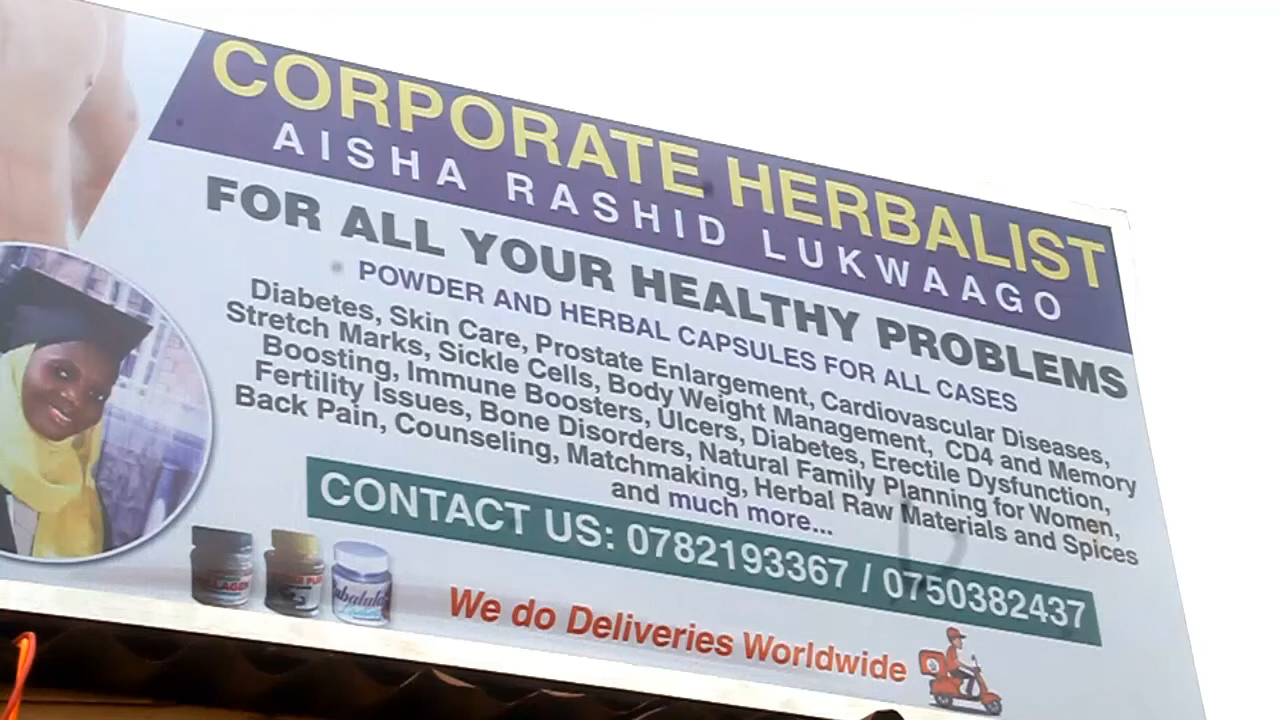 CORPORATE HERBALIST
AISHA RASHID LUKWAAGO
FOR ALL YOUR HEALTHY PROBLEMS
POWDER AND HERBAL CAPSULES FOR ALL CASES
Diabetes, Skin Care, Prostate Enlargement, Cardiovascular Diseases,
Stretch Marks, Sickle Cells, Body Weight Management, CD4 and Memory
Boosting, Immune Boosters, Ulcers, Diabetes, Erectile Dysfunction,
Fertility Issues, Bone Disorders, Natural Family Planning for Women,
Back Pain, Counseling, Matchmaking, Herbal Raw Materials and Spices
and much more...
CONTACT US: 0782193367 / 0750382437
We do Deliveries Worldwide